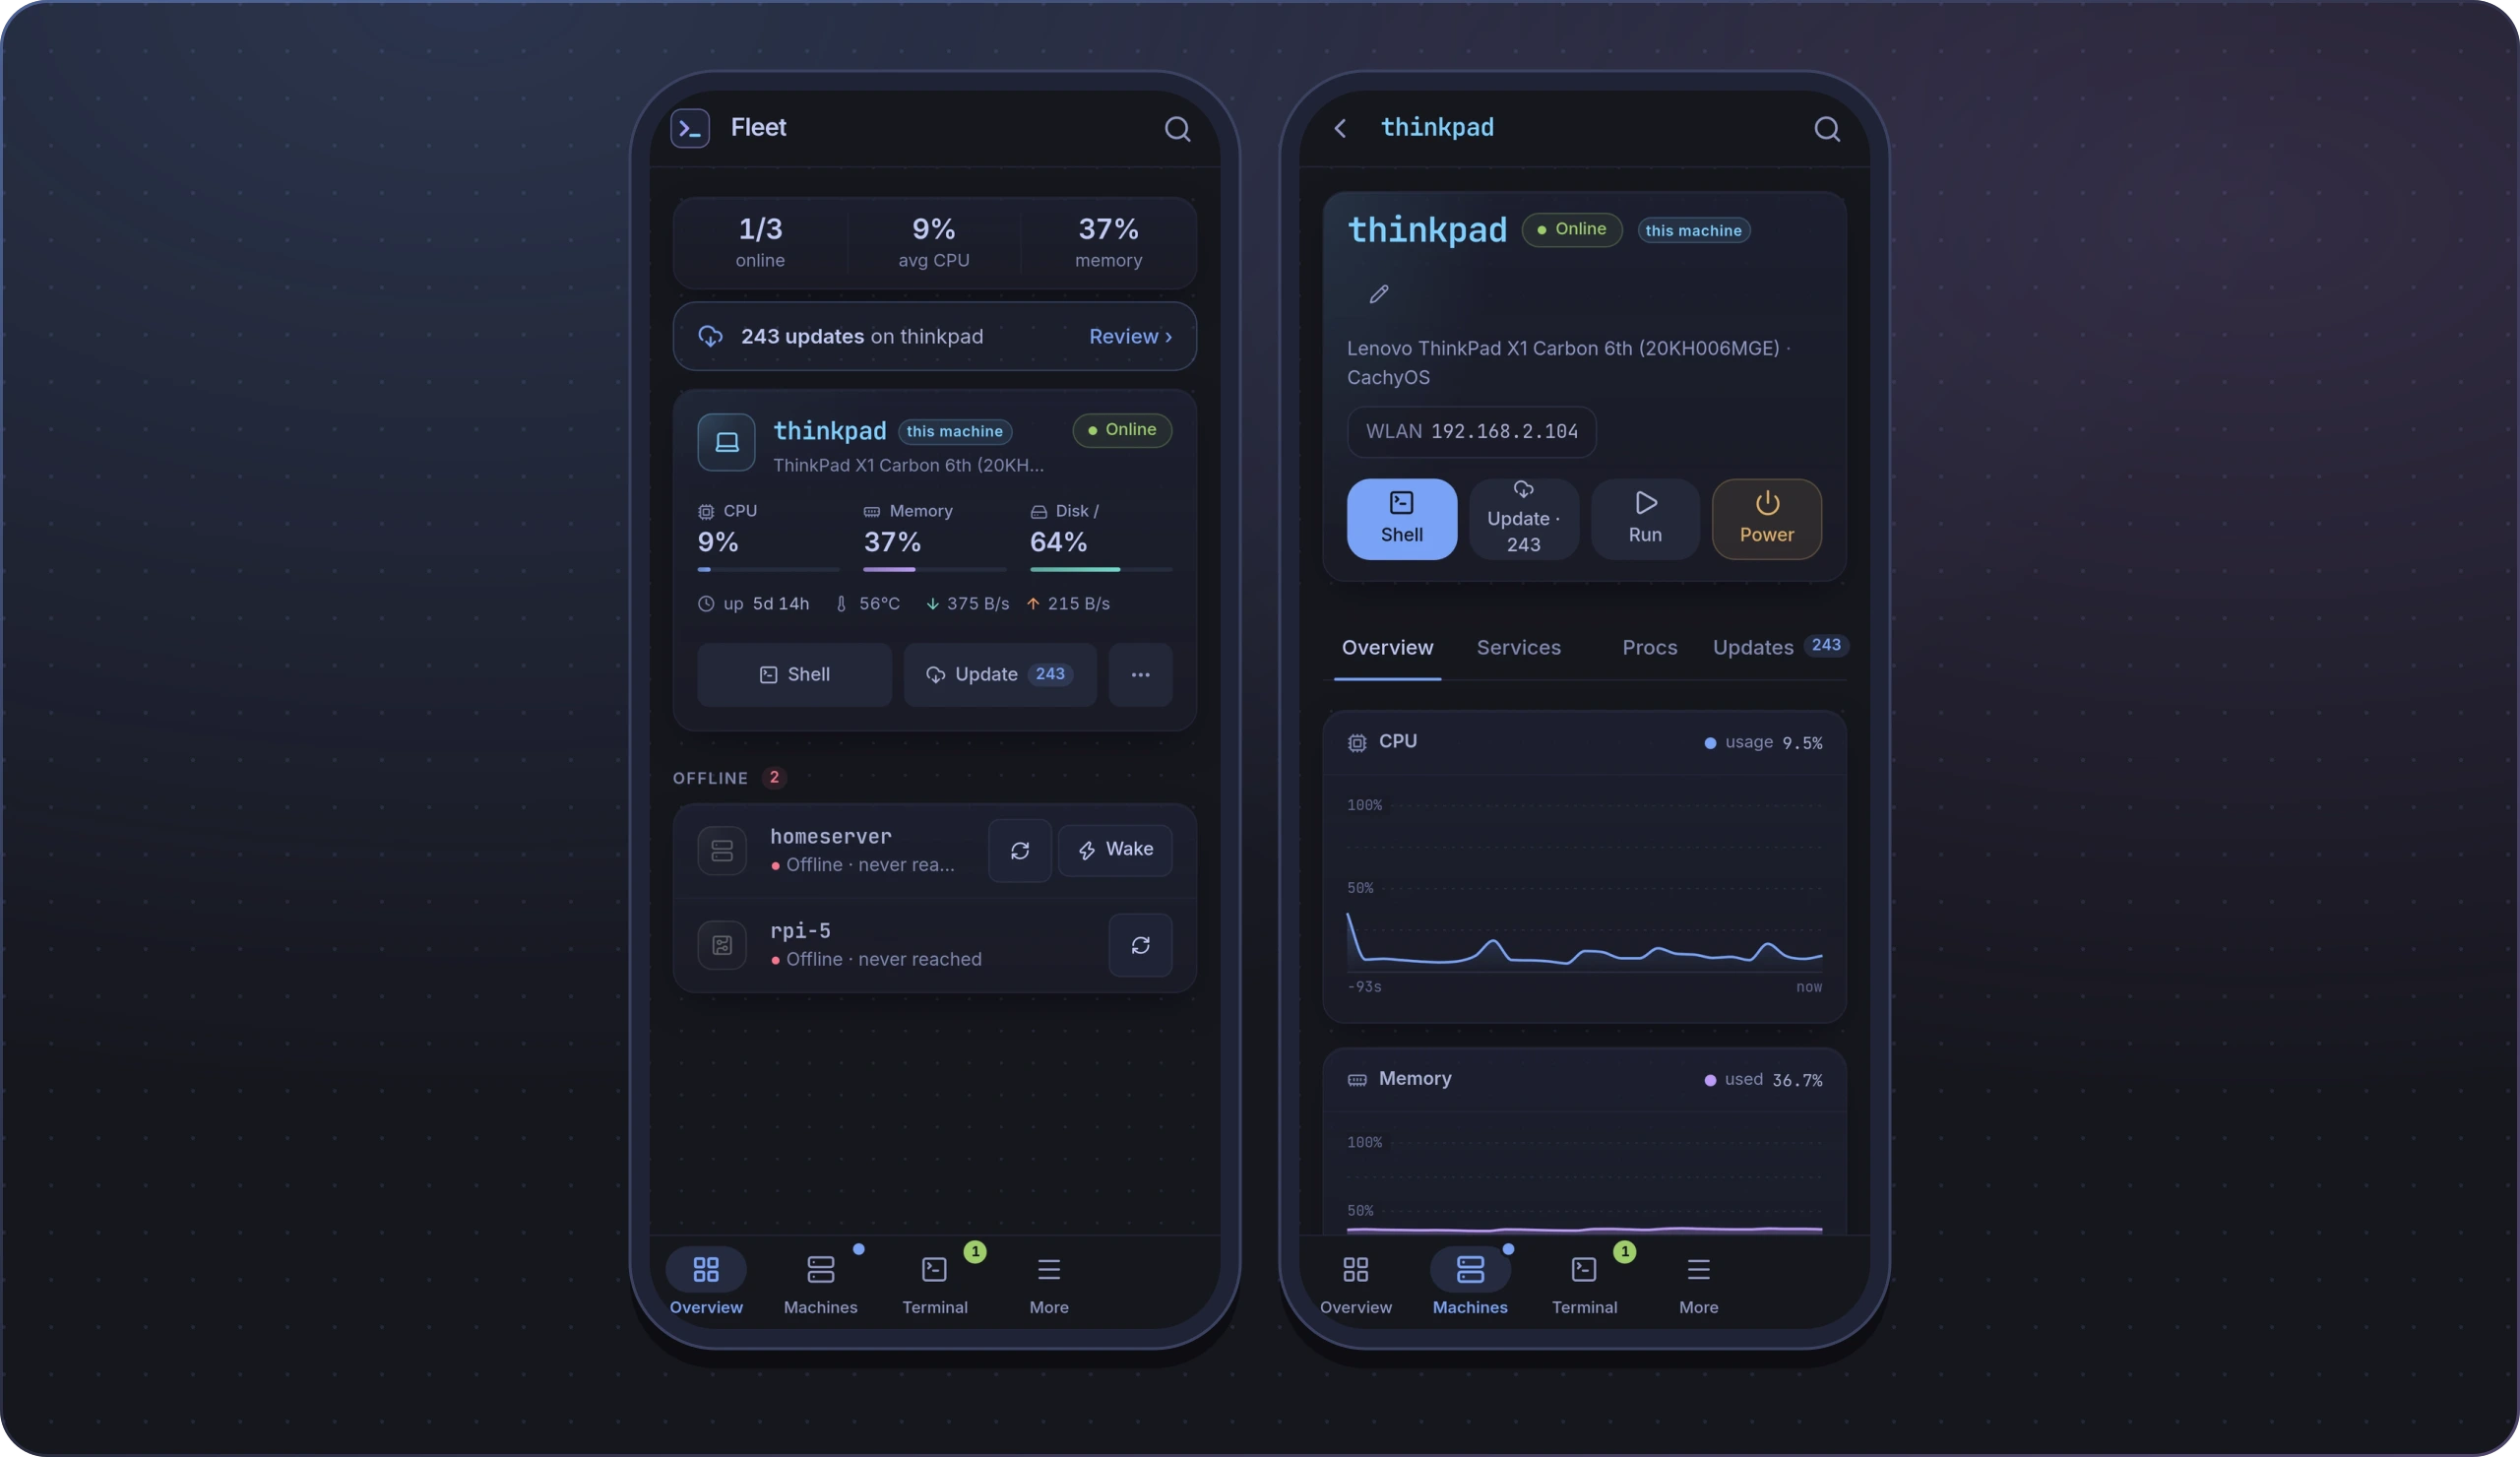 Fleet
1/3
online
9%
avg CPU
37%
memory
243 updates on thinkpad
Review ›
thinkpad
this machine
Online
ThinkPad X1 Carbon 6th (20KH...
CPU
9%
Memory
37%
Disk /
64%
up 5d 14h
56°C
375 B/s
215 B/s
Shell
Update 243
OFFLINE 2
homeserver
Offline · never rea...
Wake
rpi-5
Offline · never reached
1
Overview
Machines
Terminal
More
thinkpad
thinkpad
Online
this machine
Lenovo ThinkPad X1 Carbon 6th (20KH006MGE) ·
CachyOS
WLAN 192.168.2.104
Shell
Update ·
243
Run
Power
Overview
Services
Procs
Updates 243
CPU
usage 9.5%
100%
50%
-93s
now
Memory
used 36.7%
100%
50%
1
Overview
Machines
Terminal
More